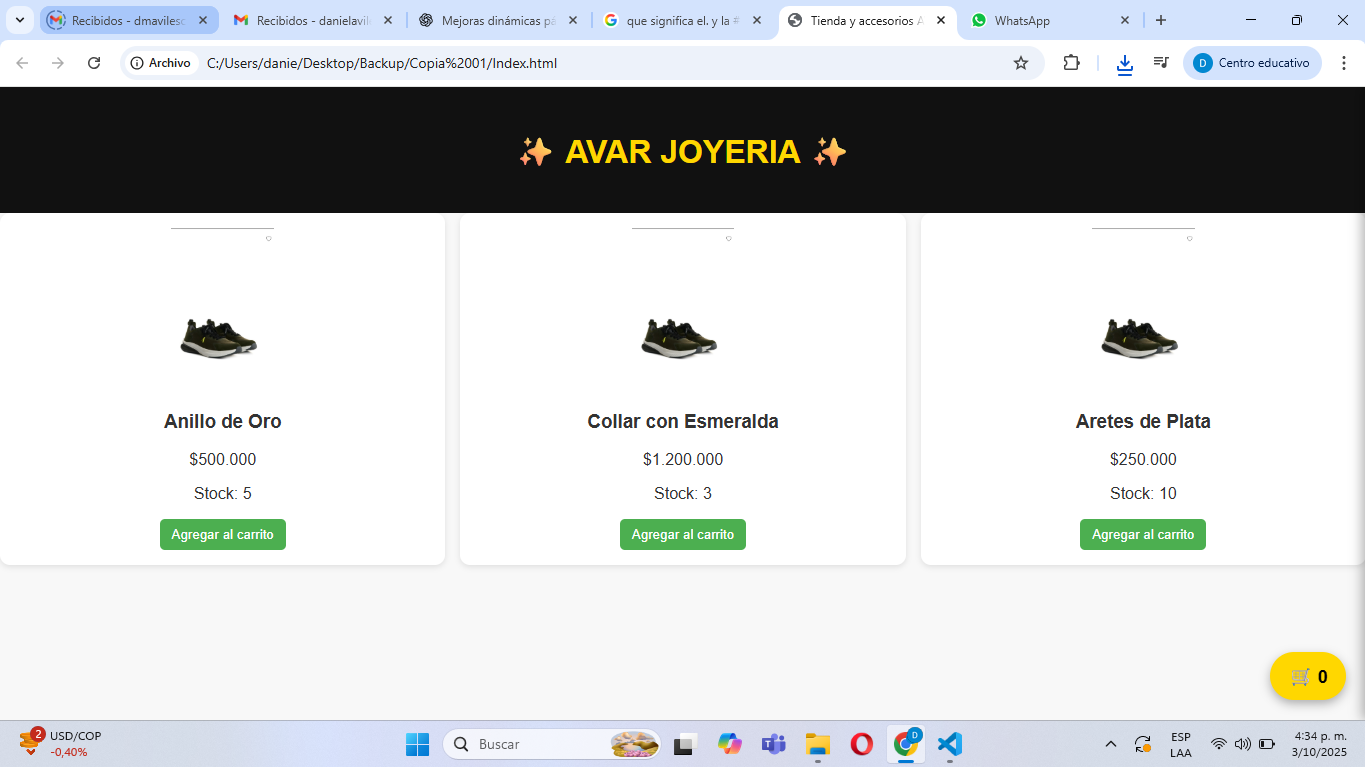 Recibidos - dmavilesc
Recibidos - danielavile
Mejoras dinámicas pá
que significa el. y la #
Tienda y accesorios A
WhatsApp
Archivo
C:/Users/danie/Desktop/Backup/Copia%2001/Index.html
D
Centro educativo
✨ AVAR JOYERIA ✨
Anillo de Oro
$500.000
Stock: 5
Agregar al carrito
Collar con Esmeralda
$1.200.000
Stock: 3
Agregar al carrito
Aretes de Plata
$250.000
Stock: 10
Agregar al carrito
🛒 0
2
USD/COP
-0,40%
Buscar
D
ESP
LAA
4:34 p. m.
3/10/2025